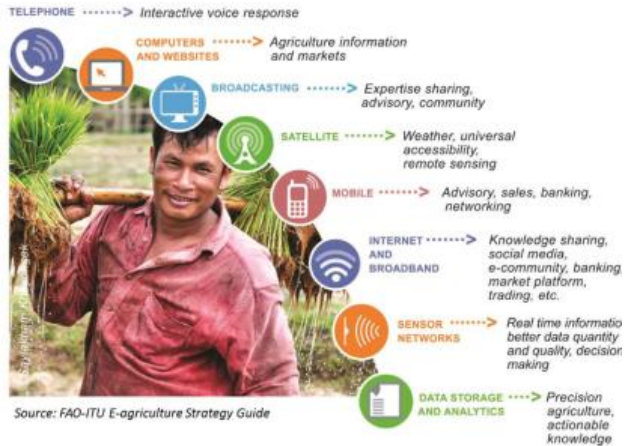 TELEPHONE Interactive voice response
COMPUTERS AND WEBSITES Agriculture information
and markets
BROADCASTING Expertise sharing,
advisory, community
SATELLITE Weather, universal
accessibility,
remote sensing
MOBILE Advisory, sales, banking,
networking
INTERNET AND BROADBAND Knowledge sharing,
social media,
e-community, banking,
market platform,
trading, etc.
SENSOR NETWORKS Real time information
better data quantity
and quality, decision
making
DATA STORAGE AND ANALYTICS Precision
agriculture,
actionable
knowledge
Source: FAO-ITU E-agriculture Strategy Guide